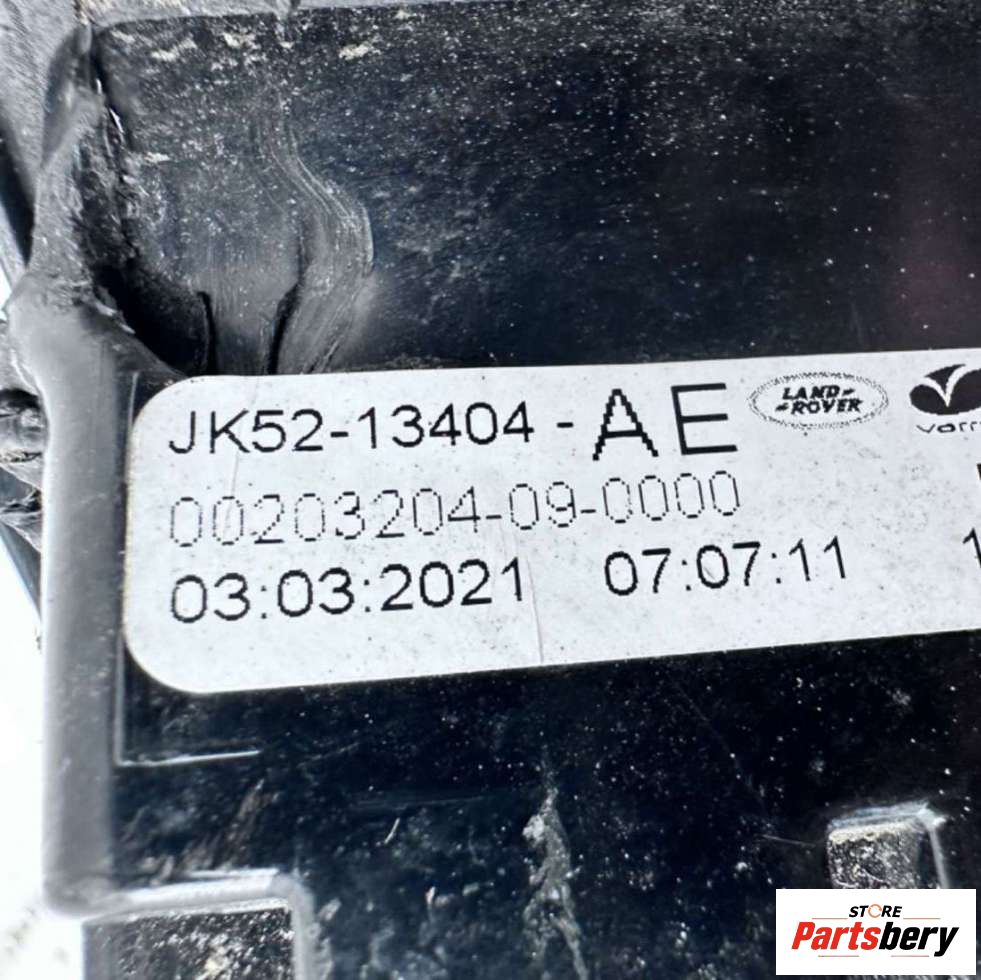 JK52-13404-AE
LAND-
-ROVER
00203204-09-0000
03:03:2021 07:07:11
STORE
Partsbery